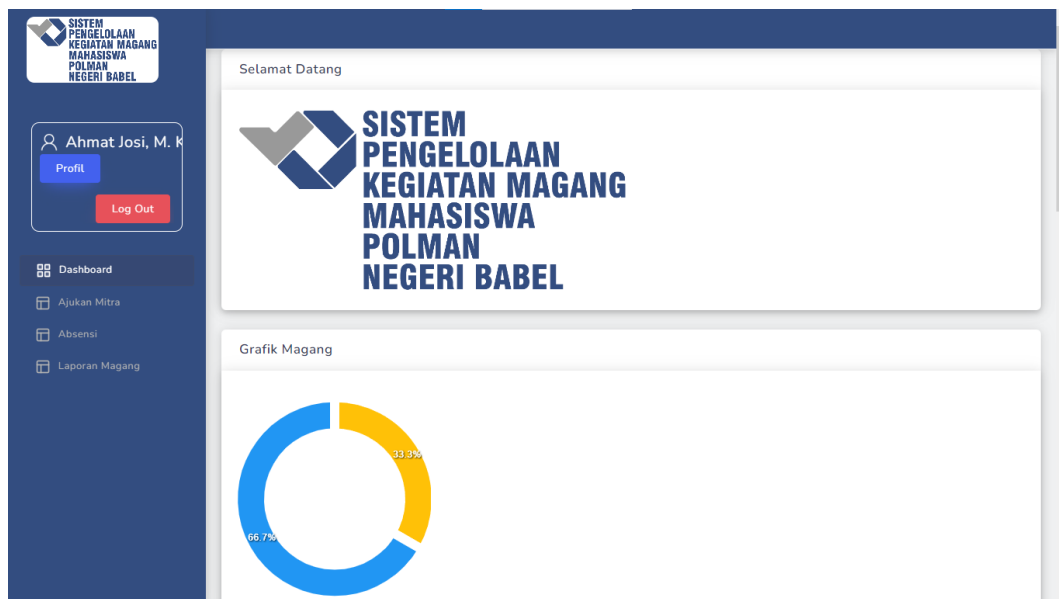 SISTEM
PENGELOLAAN
KEGIATAN MAGANG
MAHASISWA
POLMAN
NEGERI BABEL
Ahmat Josi, M. K
Profil
Log Out
Dashboard
Ajukan Mitra
Absensi
Laporan Magang
Selamat Datang
SISTEM
PENGELOLAAN
KEGIATAN MAGANG
MAHASISWA
POLMAN
NEGERI BABEL
Grafik Magang
33.3%
66.7%